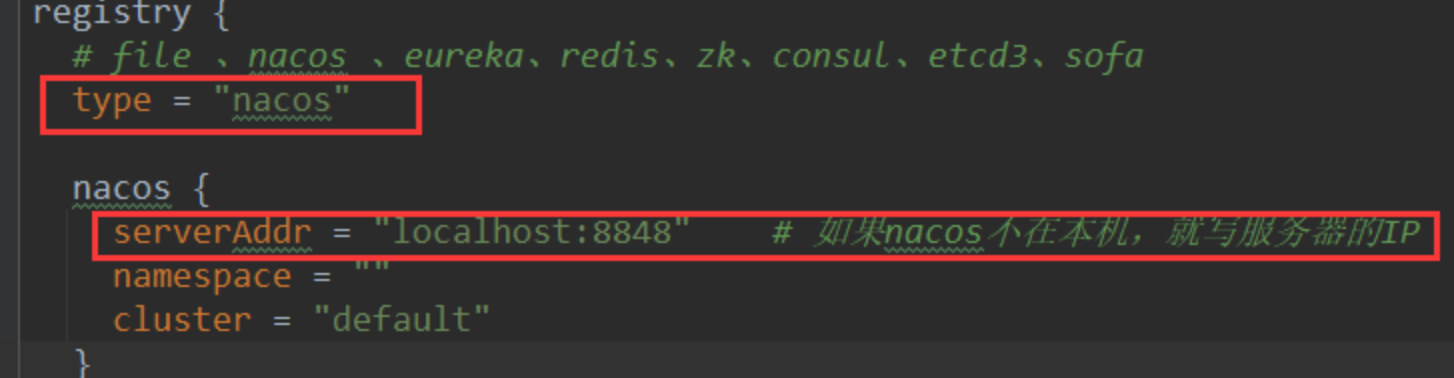 registry {
# file 、nacos 、eureka、redis、zk、consul、etcd3、sofa
type = "nacos"
nacos {
serverAddr = "localhost:8848"    # 如果nacos不在本机，就写服务器的IP
namespace = ""
cluster = "default"
}